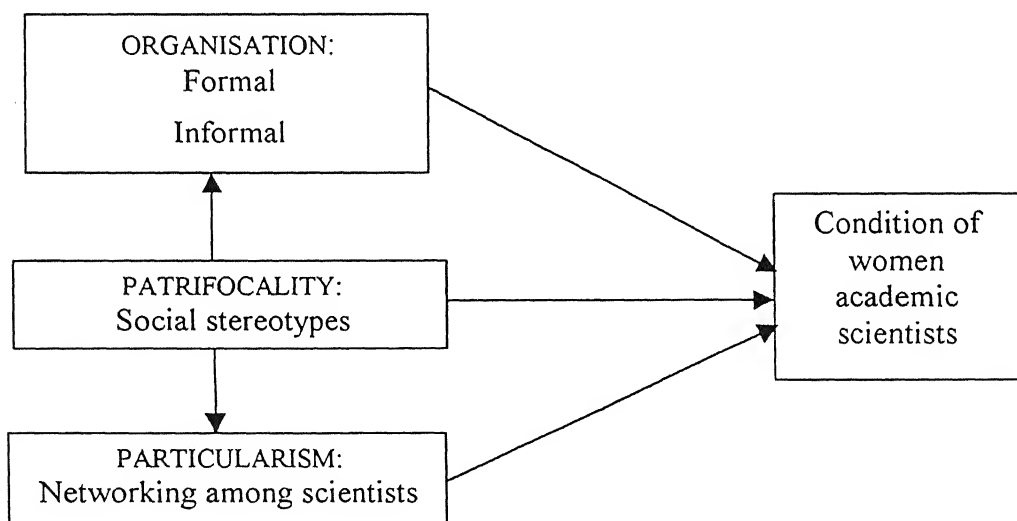 ORGANISATION:
Formal
Informal
PATRIFOCALITY:
Social stereotypes
PARTICULARISM:
Networking among scientists
Condition of
women
academic
scientists